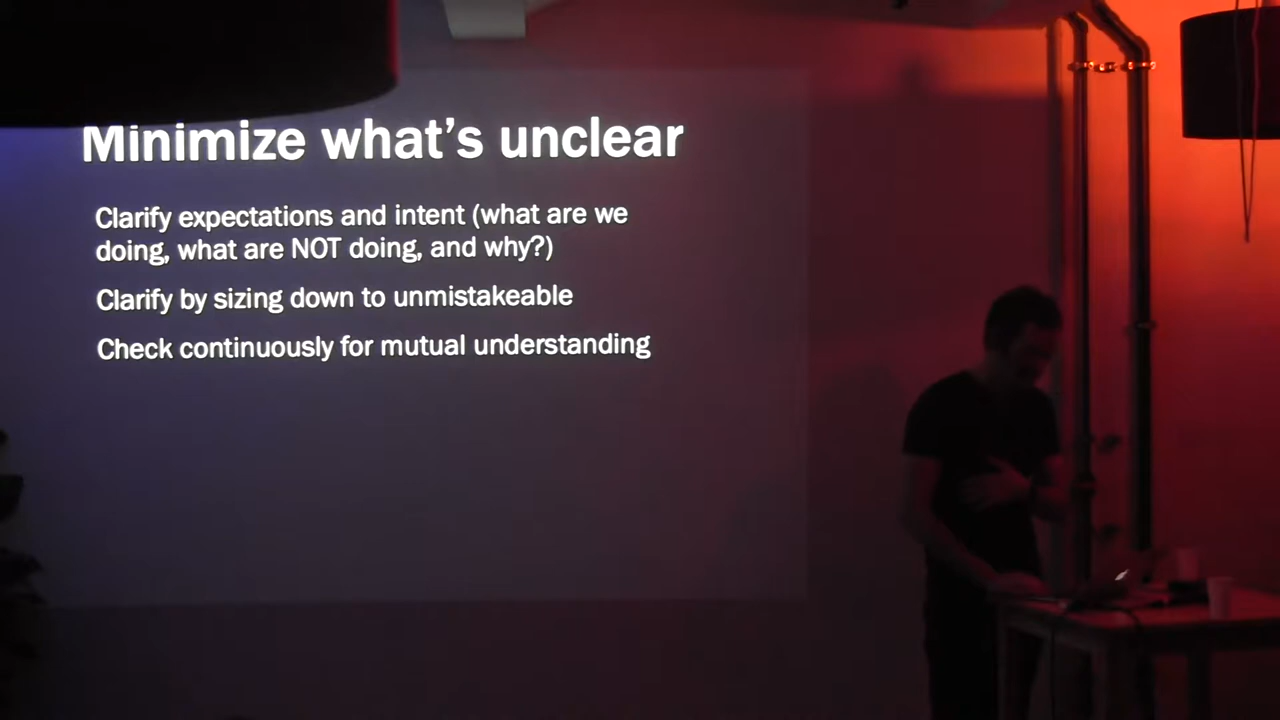 Minimize what's unclear
Clarify expectations and intent (what are we
doing, what are NOT doing, and why?)
Clarify by sizing down to unmistakeable
Check continuously for mutual understanding